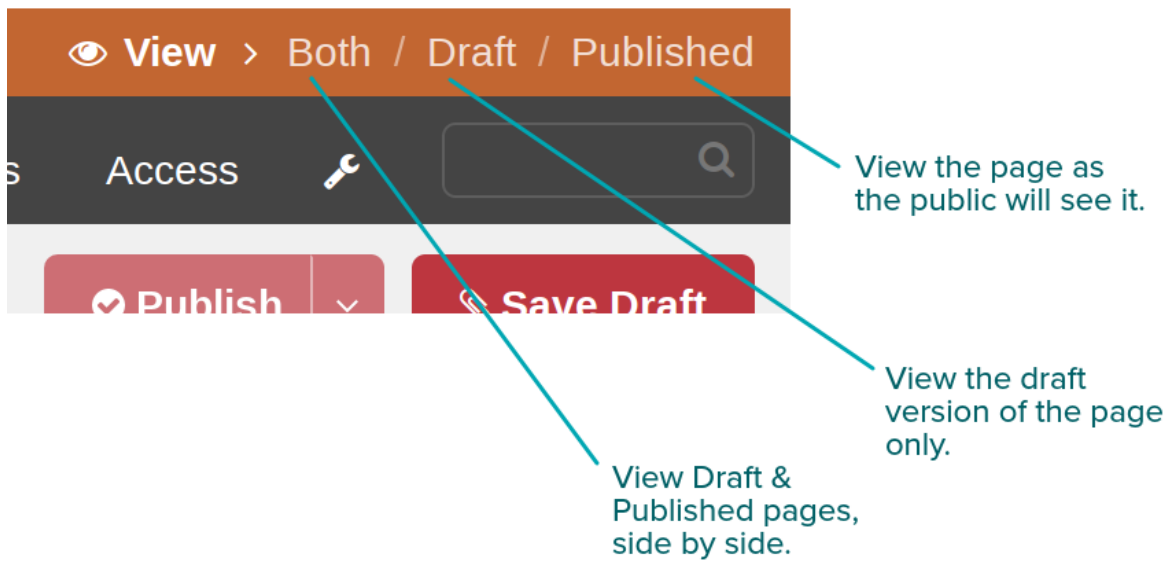 View > Both / Draft / Published
s Access
Publish Save Draft
View the page as
the public will see it.
View the draft
version of the page
only.
View Draft &
Published pages,
side by side.